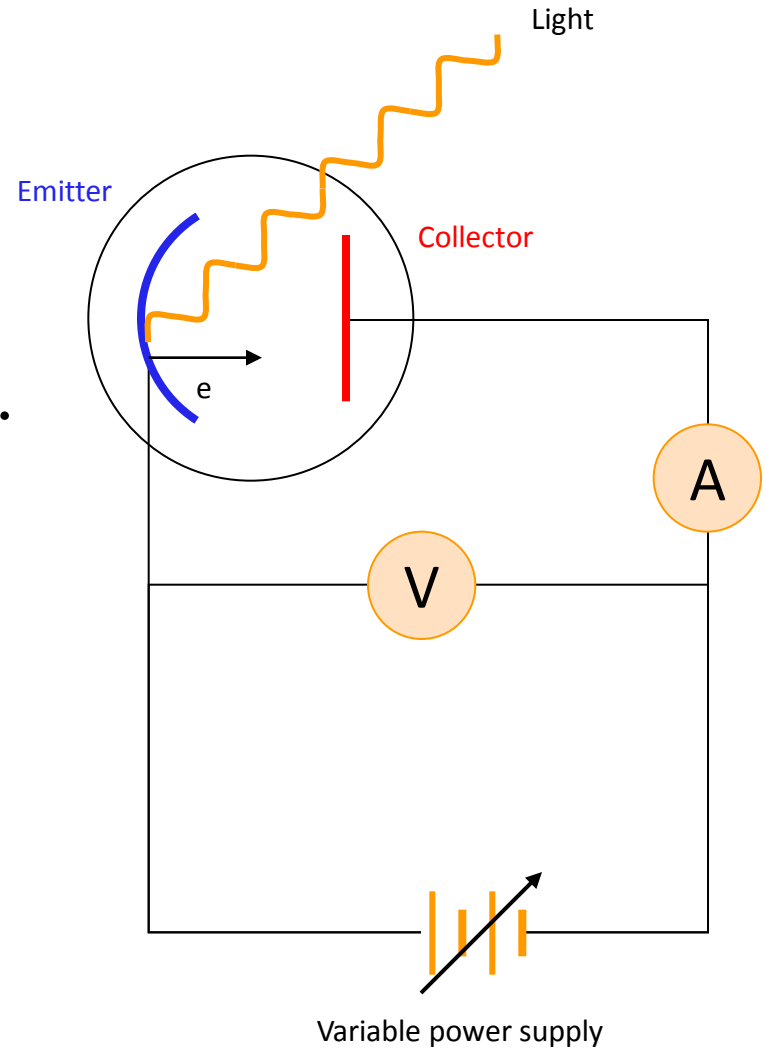 Light
Emitter
Collector
e
•
A
V
Variable power supply